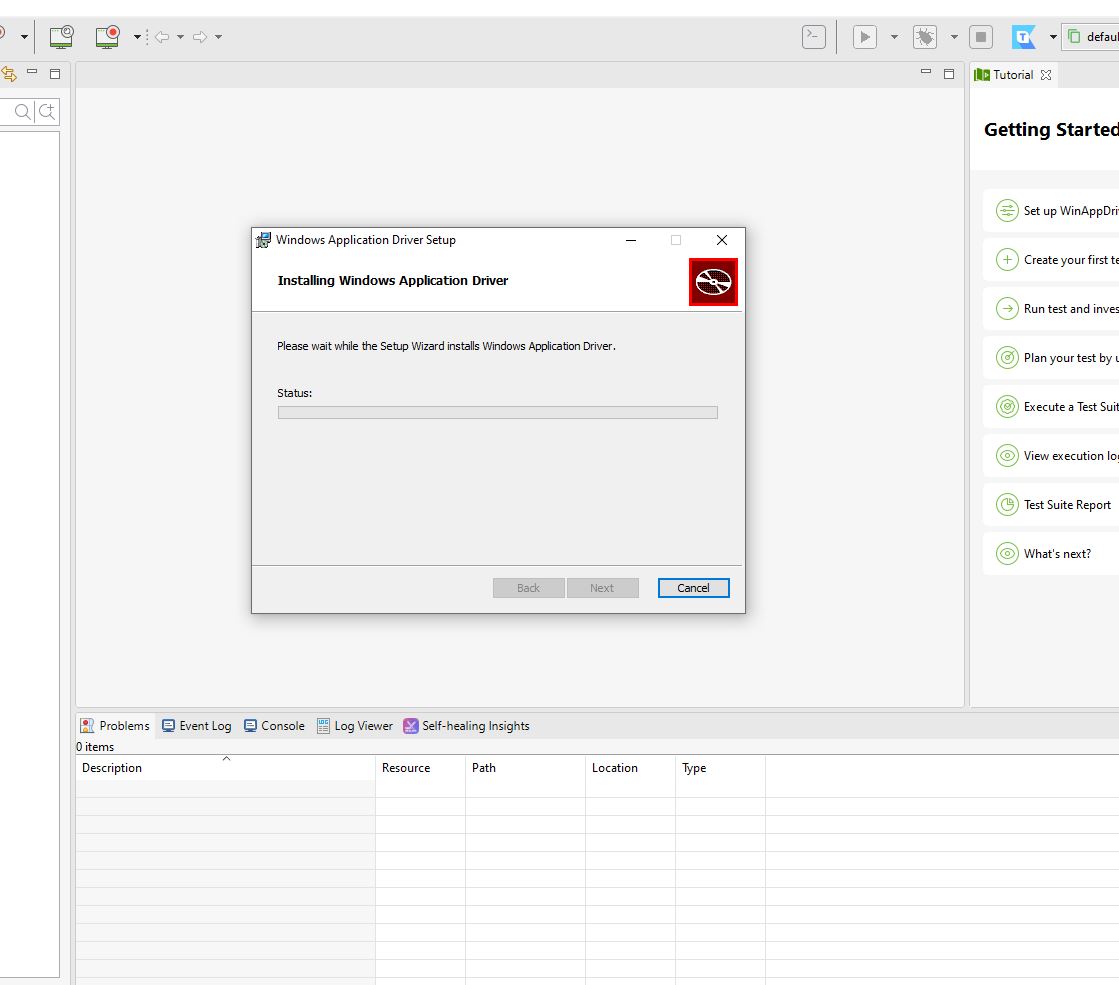 defaul
Tutorial
Getting Started
Set up WinAppDri
Create your first te
Run test and inves
Plan your test by u
Execute a Test Suit
View execution log
Test Suite Report
What's next?
Windows Application Driver Setup
Installing Windows Application Driver
Please wait while the Setup Wizard installs Windows Application Driver.
Status:
Back Next Cancel
Problems Event Log Console Log Viewer Self-healing Insights
0 items
Description Resource Path Location Type